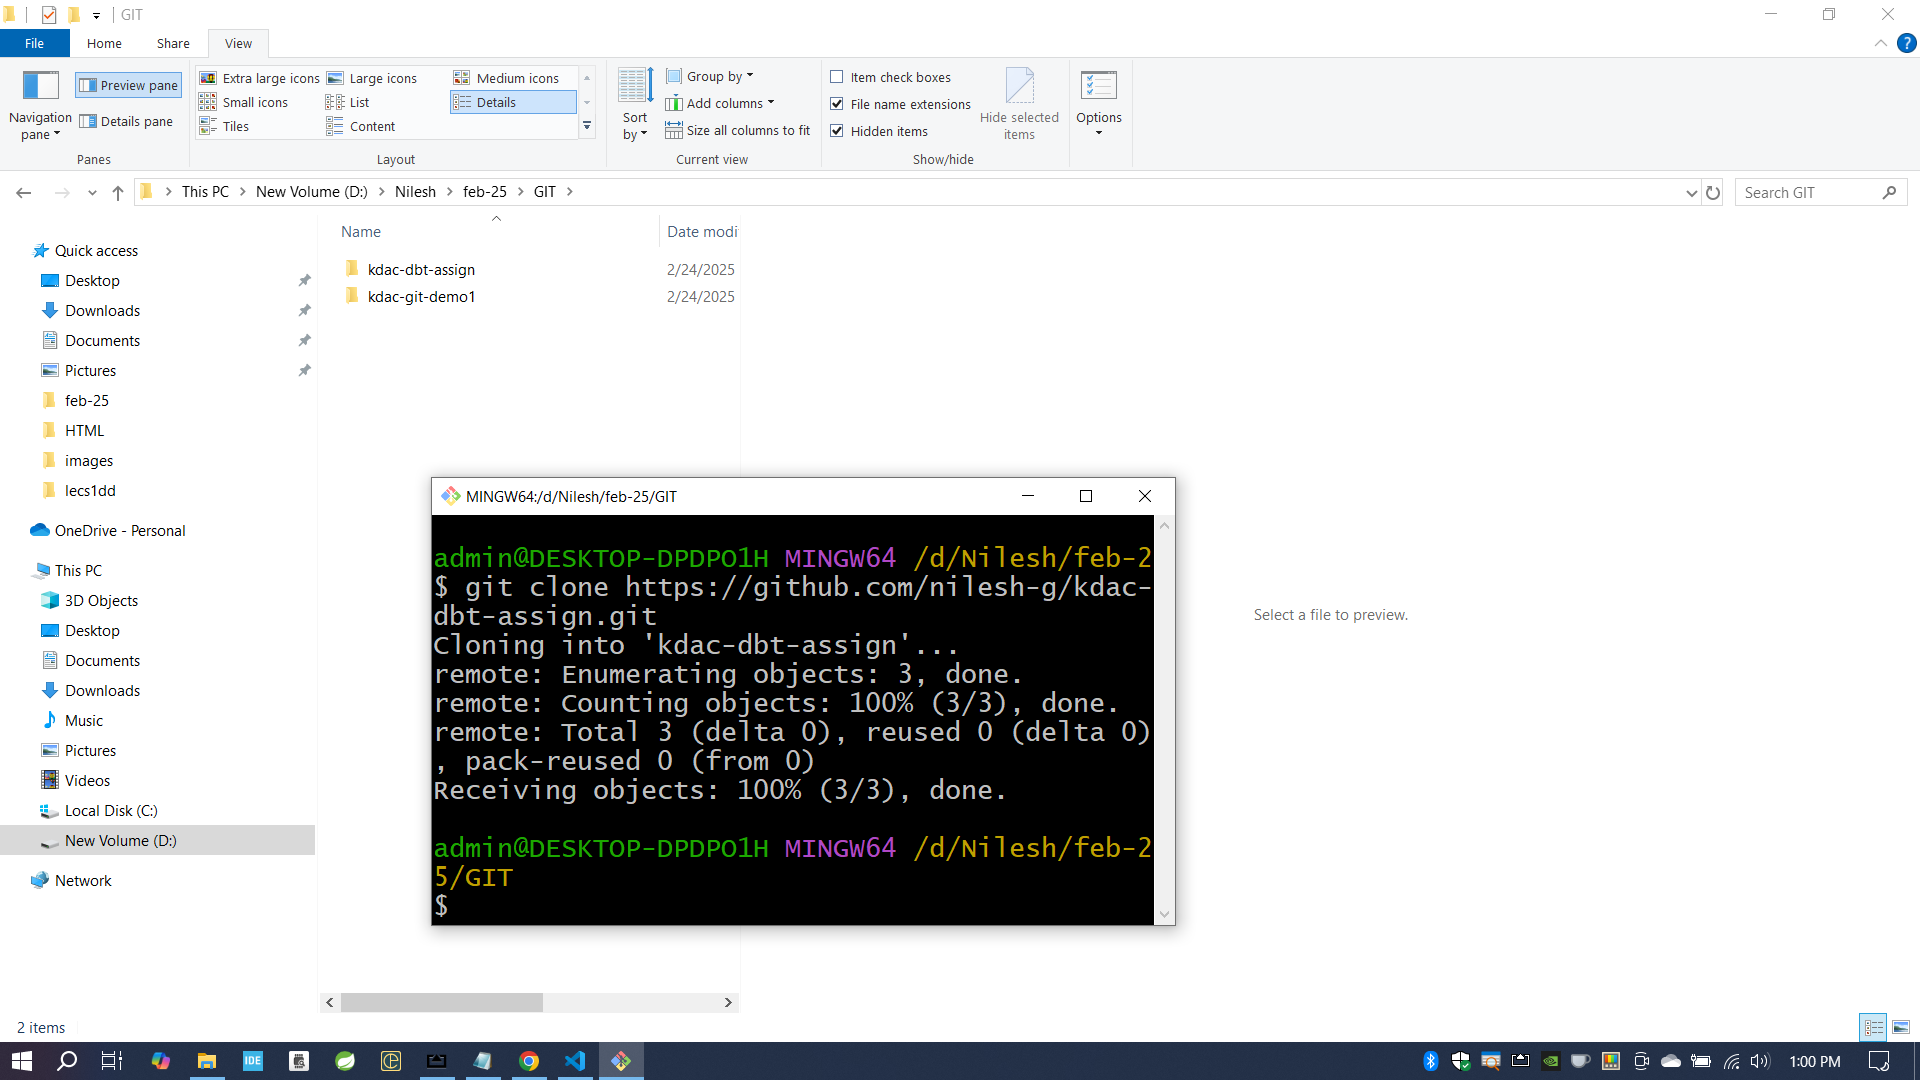 GIT
File Home Share View
Navigation pane
Preview pane
Details pane
Panes
Extra large icons Large icons Medium icons
Small icons List Details
Tiles Content
Layout
Sort by
Group by
Add columns
Size all columns to fit
Current view
Item check boxes
File name extensions
Hidden items
Hide selected items
Show/hide
Options
This PC > New Volume (D:) > Nilesh > feb-25 > GIT >
Search GIT
Quick access
Desktop
Downloads
Documents
Pictures
feb-25
HTML
images
lecs1dd
OneDrive - Personal
This PC
3D Objects
Desktop
Documents
Downloads
Music
Pictures
Videos
Local Disk (C:)
New Volume (D:)
Network
Name Date modi
kdac-dbt-assign 2/24/2025
kdac-git-demo1 2/24/2025
Select a file to preview.
MINGW64:/d/Nilesh/feb-25/GIT
admin@DESKTOP-DPDPO1H MINGW64 /d/Nilesh/feb-2
$ git clone https://github.com/nilesh-g/kdac-
dbt-assign.git
Cloning into 'kdac-dbt-assign'...
remote: Enumerating objects: 3, done.
remote: Counting objects: 100% (3/3), done.
remote: Total 3 (delta 0), reused 0 (delta 0)
, pack-reused 0 (from 0)
Receiving objects: 100% (3/3), done.
admin@DESKTOP-DPDPO1H MINGW64 /d/Nilesh/feb-2
5/GIT
$
2 items
IDE
1:00 PM